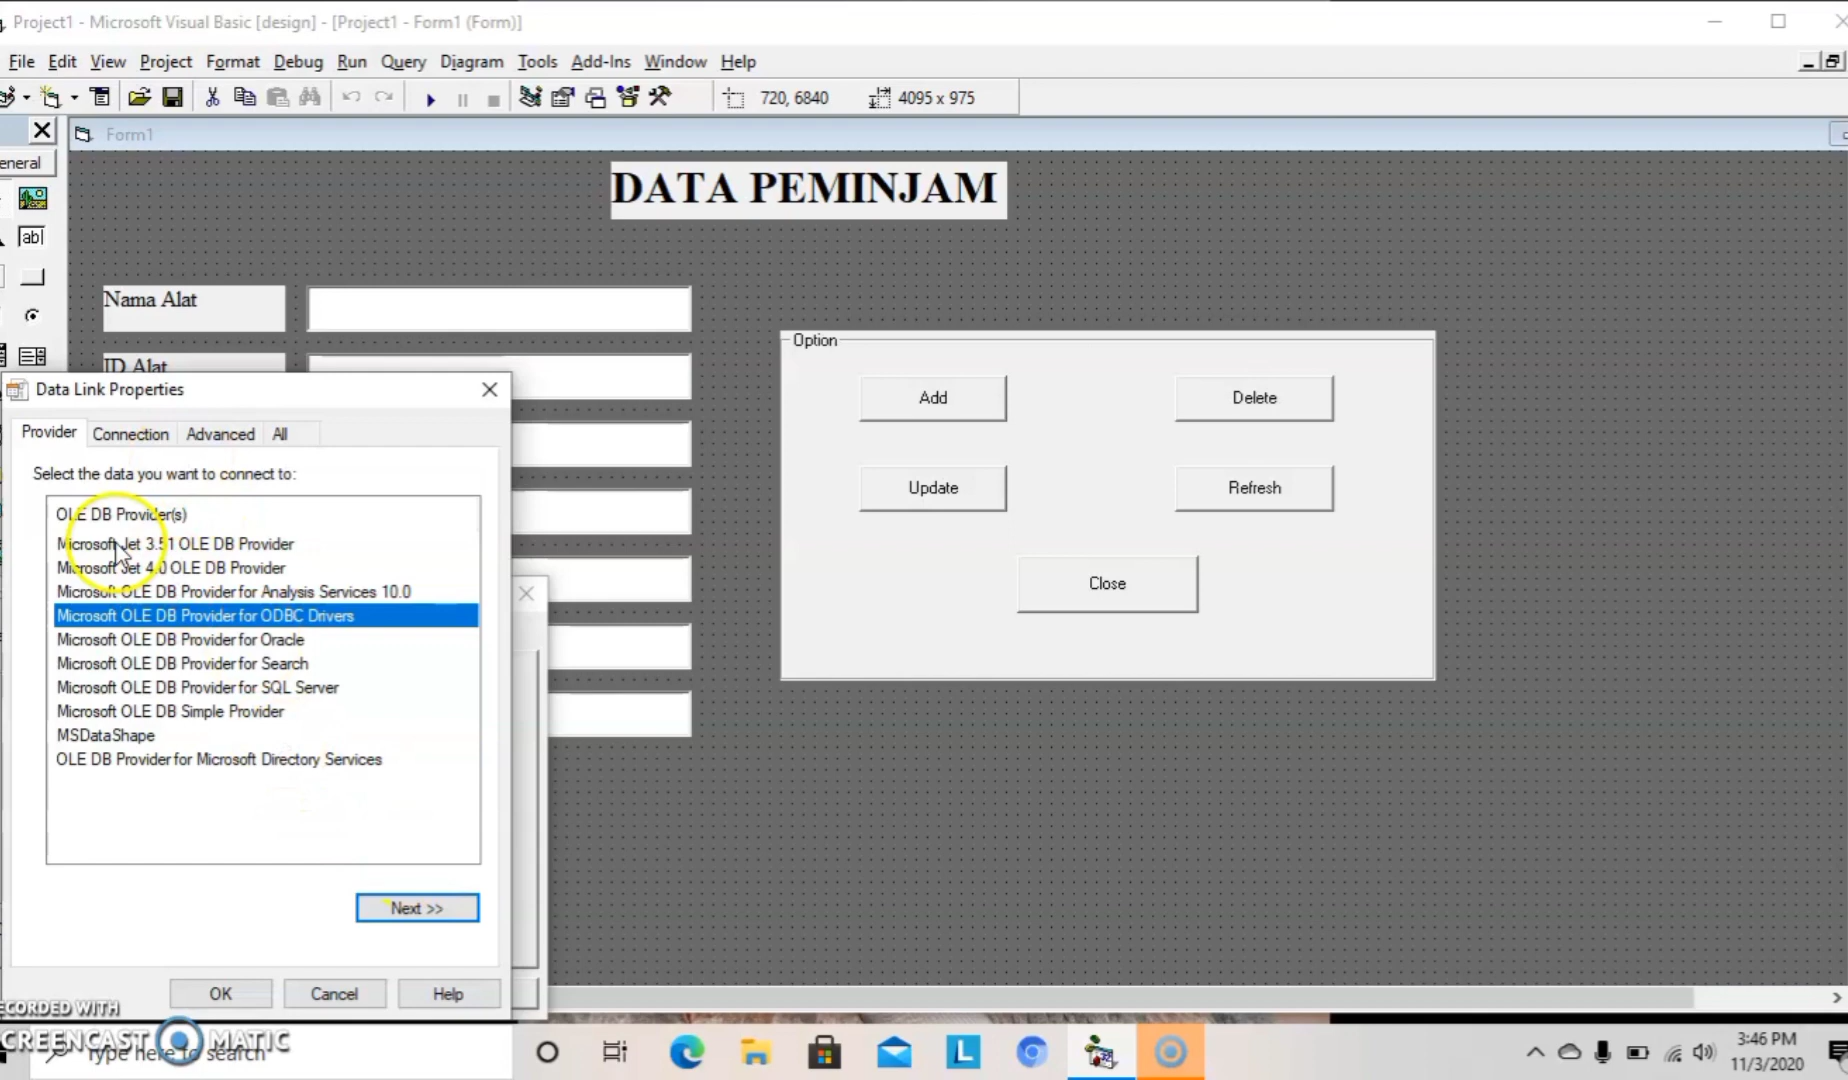 Project1 - Microsoft Visual Basic [design] - [Project1 - Form1 (Form)]
File Edit View Project Format Debug Run Query Diagram Tools Add-Ins Window Help
720, 6840 4095 x 975
Form1
eneral
DATA PEMINJAM
ab
Nama Alat
ID Alat
Option
Add Delete
Update Refresh
Close
Data Link Properties
Provider Connection Advanced All
Select the data you want to connect to:
OLE DB Provider(s)
Microsoft Jet 3.51 OLE DB Provider
Microsoft Jet 4.0 OLE DB Provider
Microsoft OLE DB Provider for Analysis Services 10.0
Microsoft OLE DB Provider for ODBC Drivers
Microsoft OLE DB Provider for Oracle
Microsoft OLE DB Provider for Search
Microsoft OLE DB Provider for SQL Server
Microsoft OLE DB Simple Provider
MSDataShape
OLE DB Provider for Microsoft Directory Services
Next >>
OK Cancel Help
ECORDED WITH
CREENCAST MATIC
Type here to search
L
3:46 PM
11/3/2020